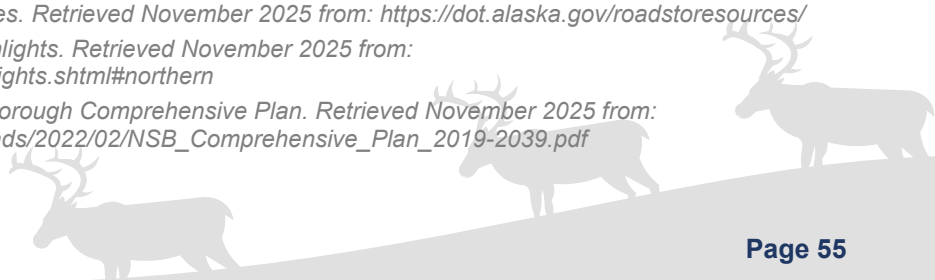 es. Retrieved November 2025 from: https://dot.alaska.gov/roadstoresources/
lights. Retrieved November 2025 from:
ights.shtml#northern
orough Comprehensive Plan. Retrieved November 2025 from:
ds/2022/02/NSB_Comprehensive_Plan_2019-2039.pdf
Page 55